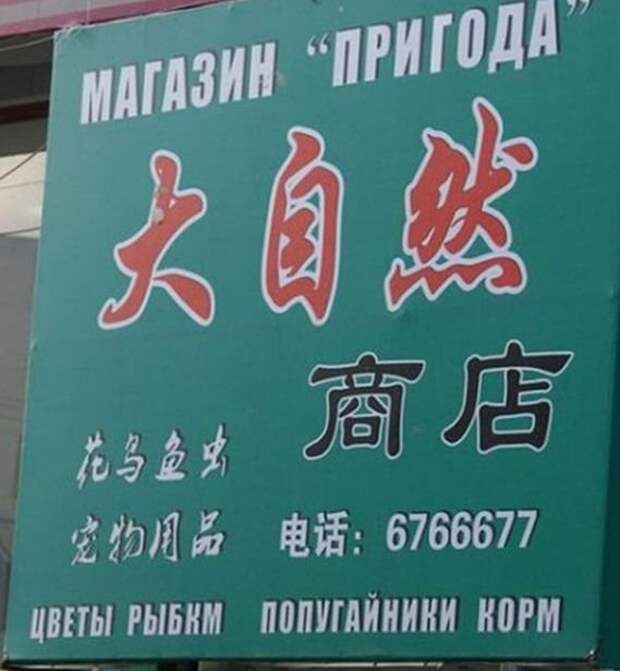 МАГАЗИН “ПРИГОДА”
大自然
商店
花鸟鱼虫
宠物用品 电话：6766677
ЦВЕТЫ РЫБКМ ПОПУГАЙНИКИ КОРМ